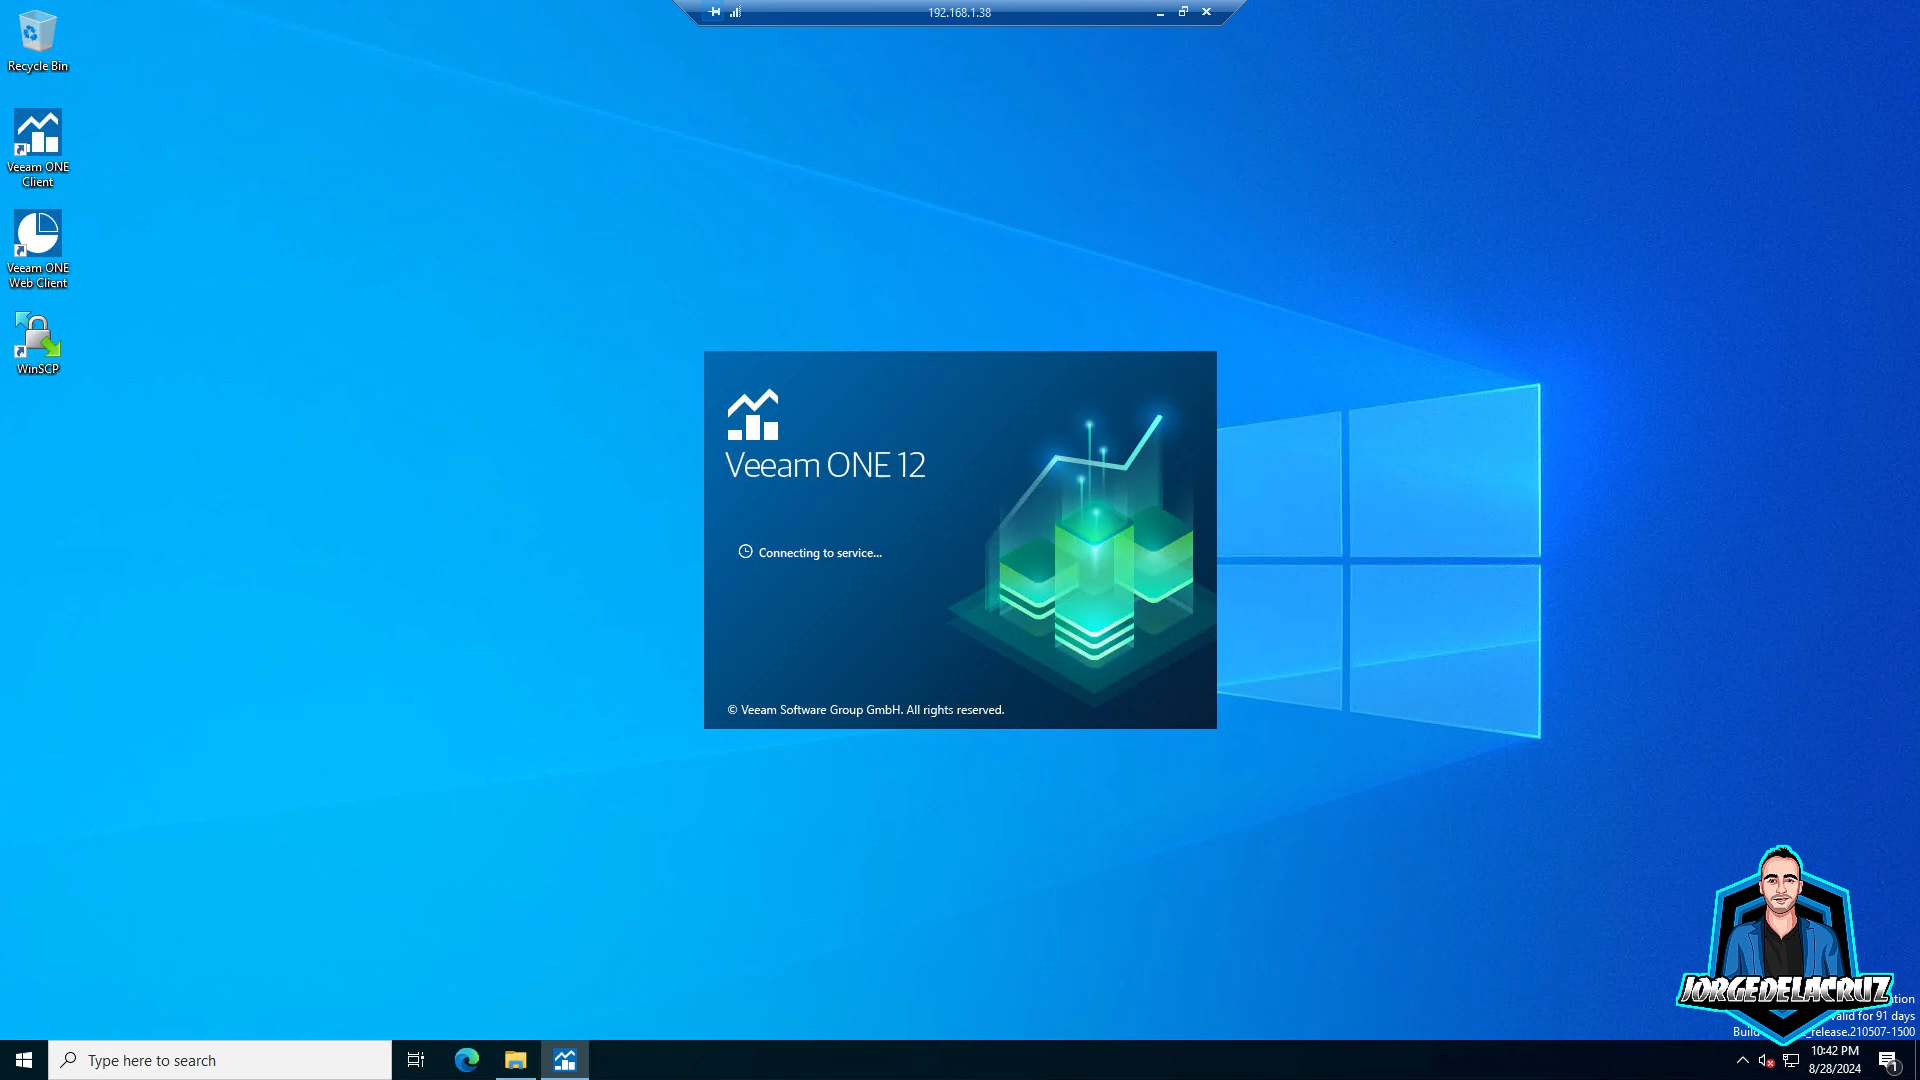 192.168.1.38
Recycle Bin
Veeam ONE
Client
Veeam ONE
Web Client
WinSCP
Veeam ONE 12
Connecting to service...
© Veeam Software Group GmbH. All rights reserved.
JORGEDELACRUZ
valid for 91 days
Build
release.210507-1500
Type here to search
10:42 PM
8/28/2024
1